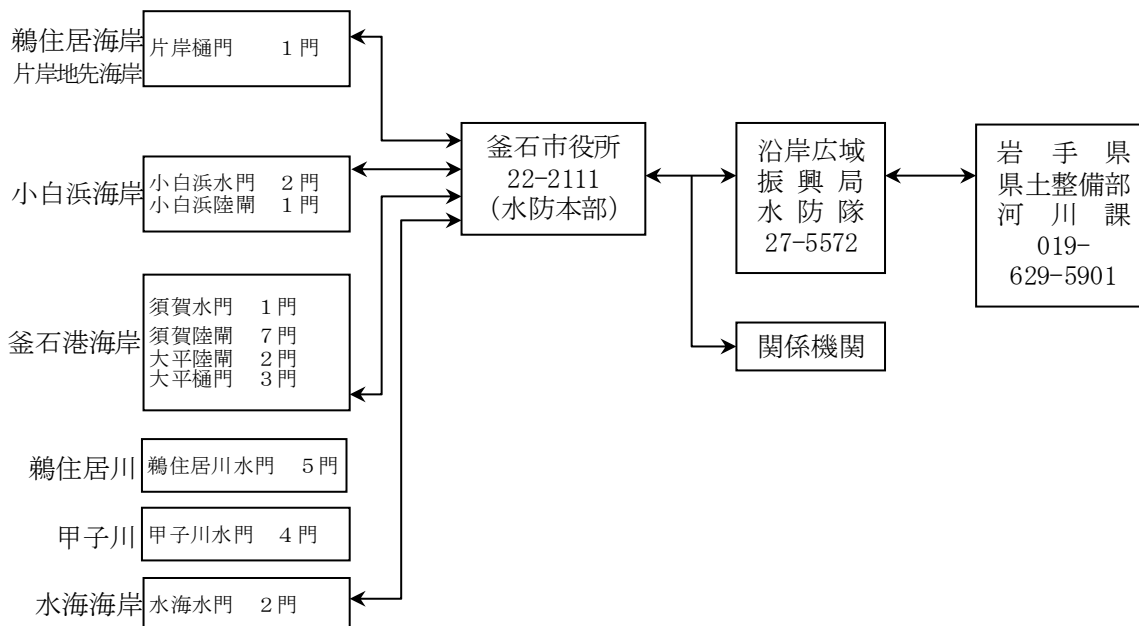 鵜住居海岸
片岸地先海岸
片岸樋門 1門
小白浜海岸
小白浜水門 2門
小白浜陸閘 1門
釜石港海岸
須賀水門 1門
須賀陸閘 7門
大平陸閘 2門
大平樋門 3門
鵜住居川
鵜住居川水門 5門
甲子川
甲子川水門 4門
水海海岸
水海水門 2門
釜石市役所
22-2111
(水防本部)
沿岸広域
振興局
水防隊
27-5572
関係機関
岩手県
県土整備部
河川課
019-
629-5901